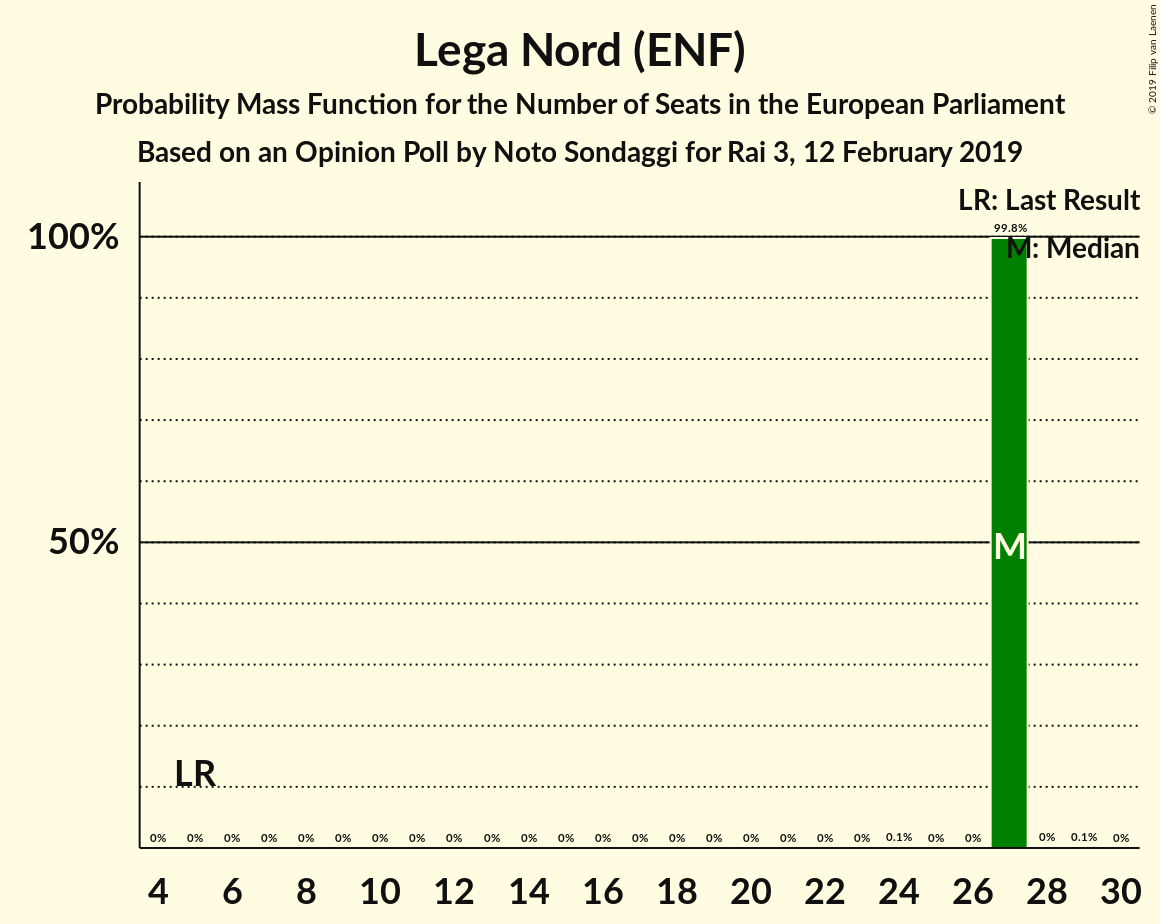 Lega Nord (ENF)
Probability Mass Function for the Number of Seats in the European Parliament
Based on an Opinion Poll by Noto Sondaggi for Rai 3, 12 February 2019
© 2019 Filip van Laenen
LR: Last Result
M: Median
100%
50%
99.8%
M
LR
0% 0% 0% 0% 0% 0% 0% 0% 0% 0% 0% 0% 0% 0% 0% 0% 0% 0% 0% 0% 0.1% 0% 0% 0% 0.1% 0%
4 6 8 10 12 14 16 18 20 22 24 26 28 30